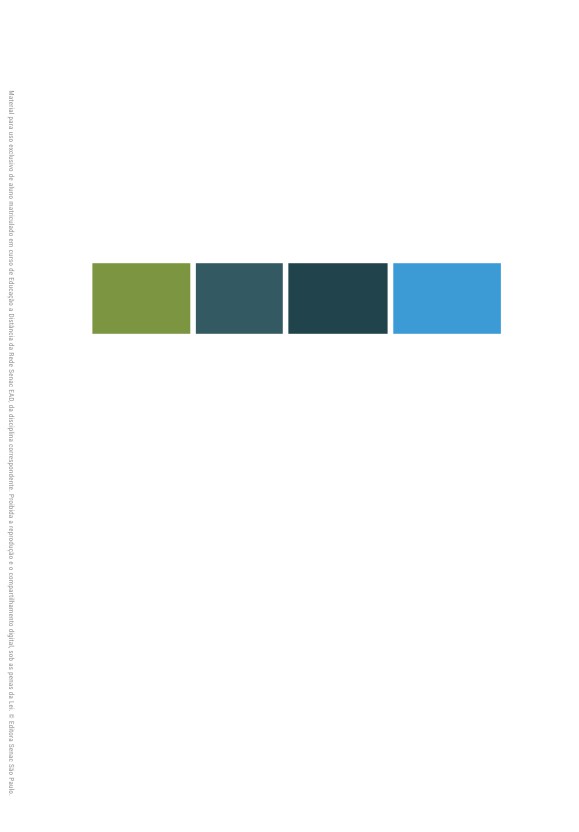 Material para uso exclusivo de aluno matriculado em curso de Educação a Distância da Rede Senac EAD, da disciplina correspondente. Proibida a reprodução e o compartilhamento digital, sob as penas da Lei. © Editora Senac São Paulo.